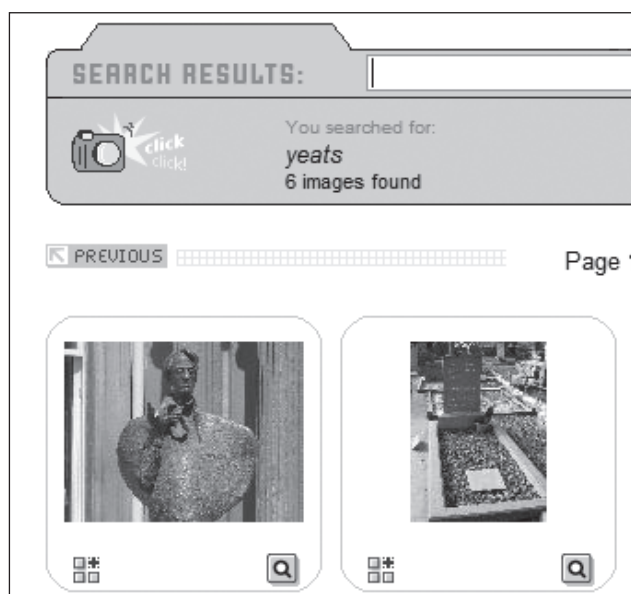 SEARCH RESULTS:
click
click!
You searched for:
yeats
6 images found
PREVIOUS
Page